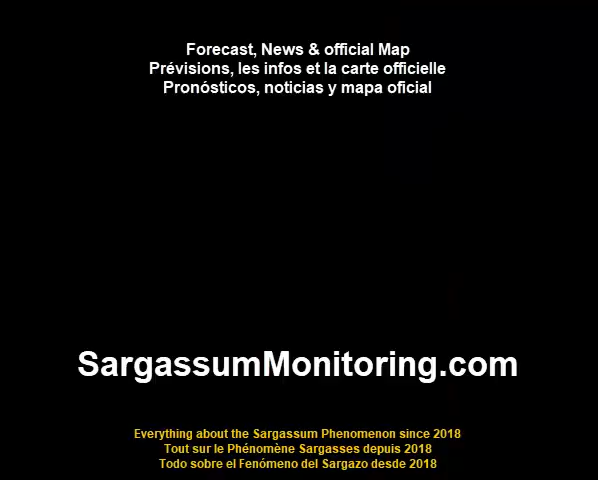 Forecast, News & official Map
Prévisions, les infos et la carte officielle
Pronósticos, noticias y mapa oficial
SargassumMonitoring.com
Everything about the Sargassum Phenomenon since 2018
Tout sur le Phénomène Sargasses depuis 2018
Todo sobre el Fenómeno del Sargazo desde 2018